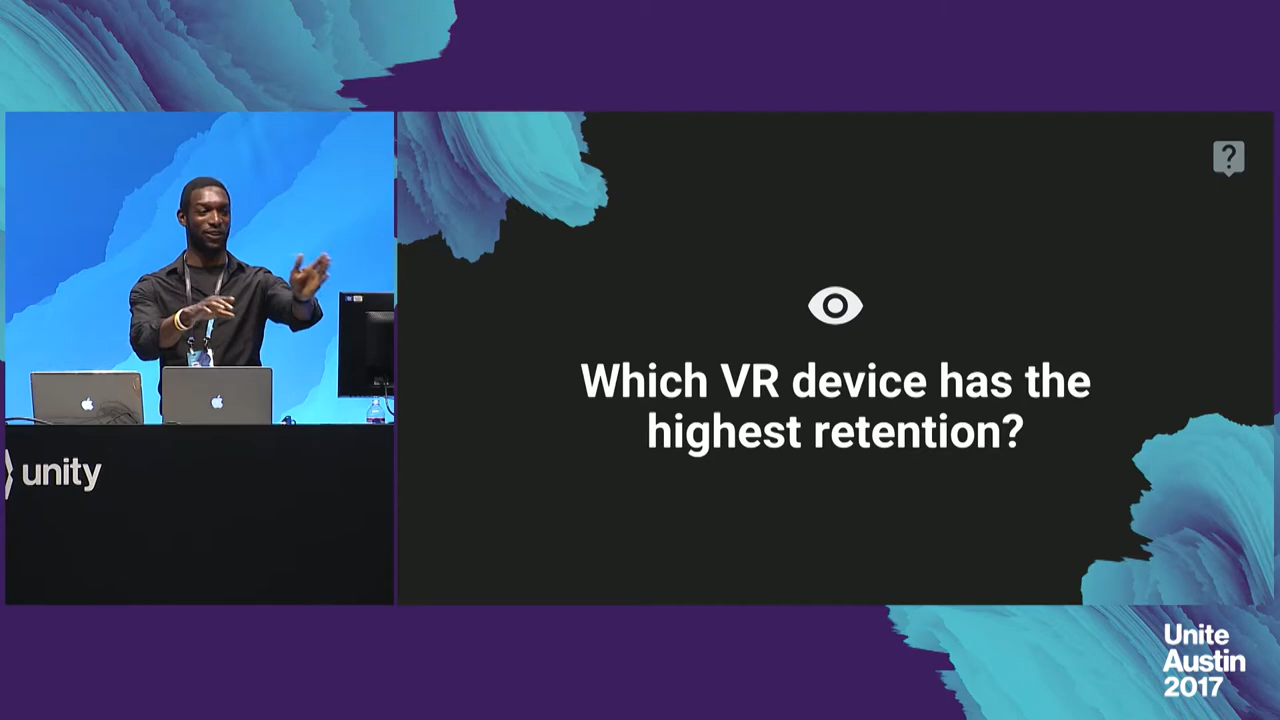 ?
Which VR device has the
highest retention?
unity
Unite
Austin
2017